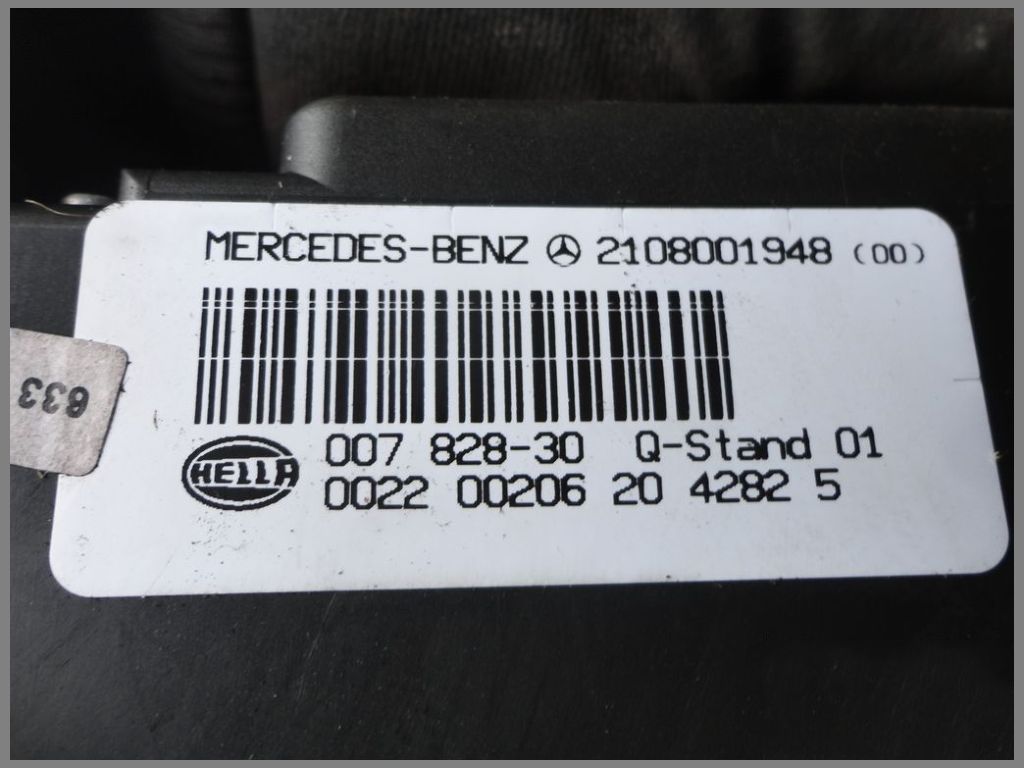 MERCEDES-BENZ 2108001948 (00)
633
HELLA
007 828-30 Q-Stand 01
0022 00206 20 4282 5